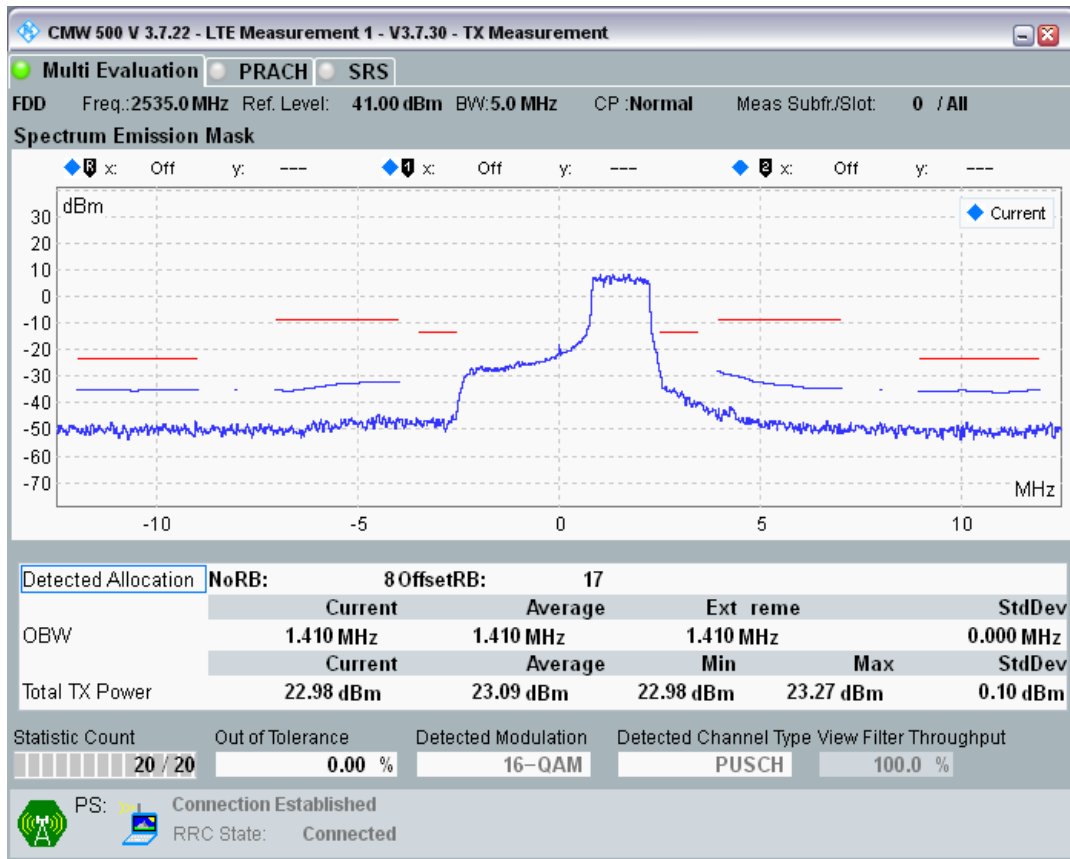 CMW 500 V 3.7.22 - LTE Measurement 1 - V3.7.30 - TX Measurement
Multi Evaluation PRACH SRS
FDD Freq.:2535.0 MHz Ref. Level: 41.00 dBm BW:5.0 MHz CP :Normal Meas Subfr./Slot: 0 / All
Spectrum Emission Mask
R x: Off y: --- 1 x: Off y: --- 2 x: Off y: ---
dBm
Current
30
20
10
0
-10
-20
-30
-40
-50
-60
-70
MHz
-10 -5 0 5 10
Detected Allocation NoRB: 8 OffsetRB: 17
Current Average Ext reme StdDev
OBW 1.410 MHz 1.410 MHz 1.410 MHz 0.000 MHz
Current Average Min Max StdDev
Total TX Power 22.98 dBm 23.09 dBm 22.98 dBm 23.27 dBm 0.10 dBm
Statistic Count Out of Tolerance Detected Modulation Detected Channel Type View Filter Throughput
20 / 20 0.00 % 16-QAM PUSCH 100.0 %
PS: Connection Established
RRC State: Connected